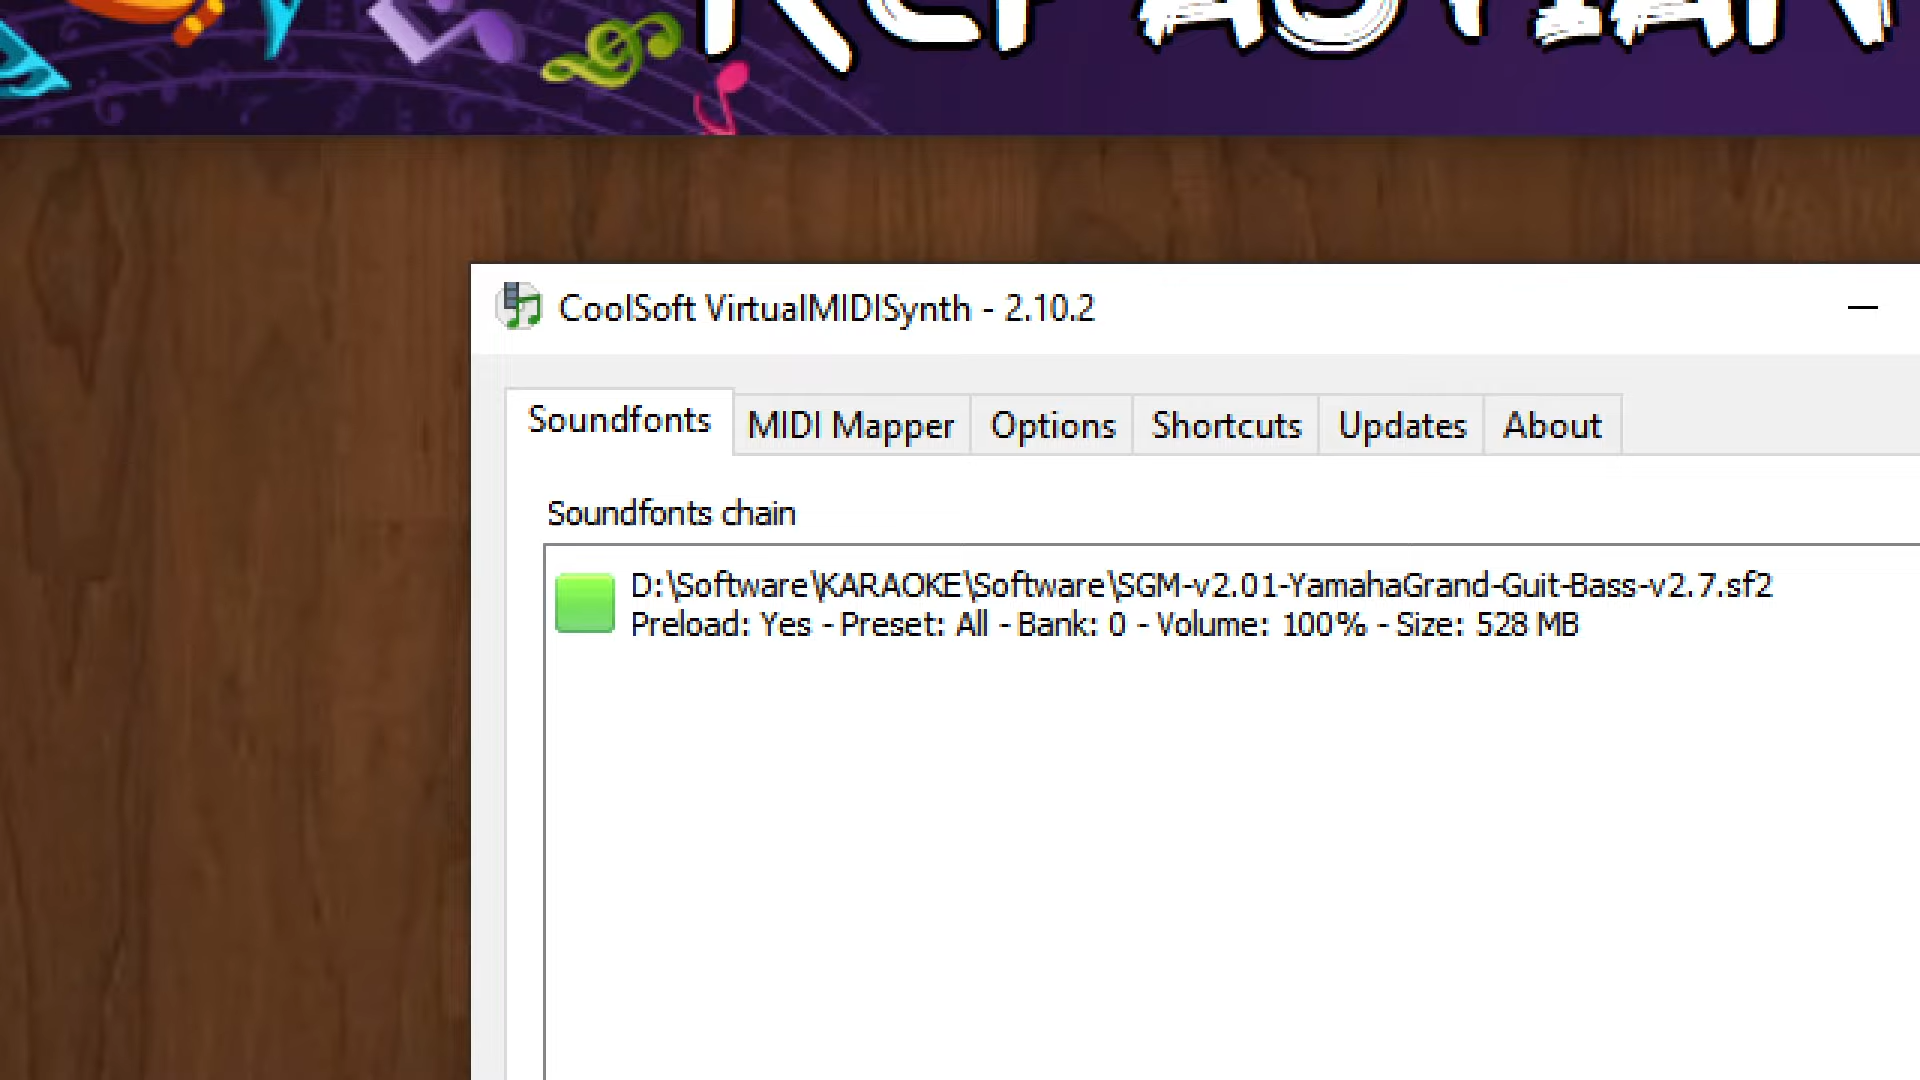 CoolSoft VirtualMIDISynth - 2.10.2
Soundfonts MIDI Mapper Options Shortcuts Updates About
Soundfonts chain
D:\Software\KARAOKE\Software\SGM-v2.01-YamahaGrand-Guit-Bass-v2.7.sf2
Preload: Yes - Preset: All - Bank: 0 - Volume: 100% - Size: 528 MB